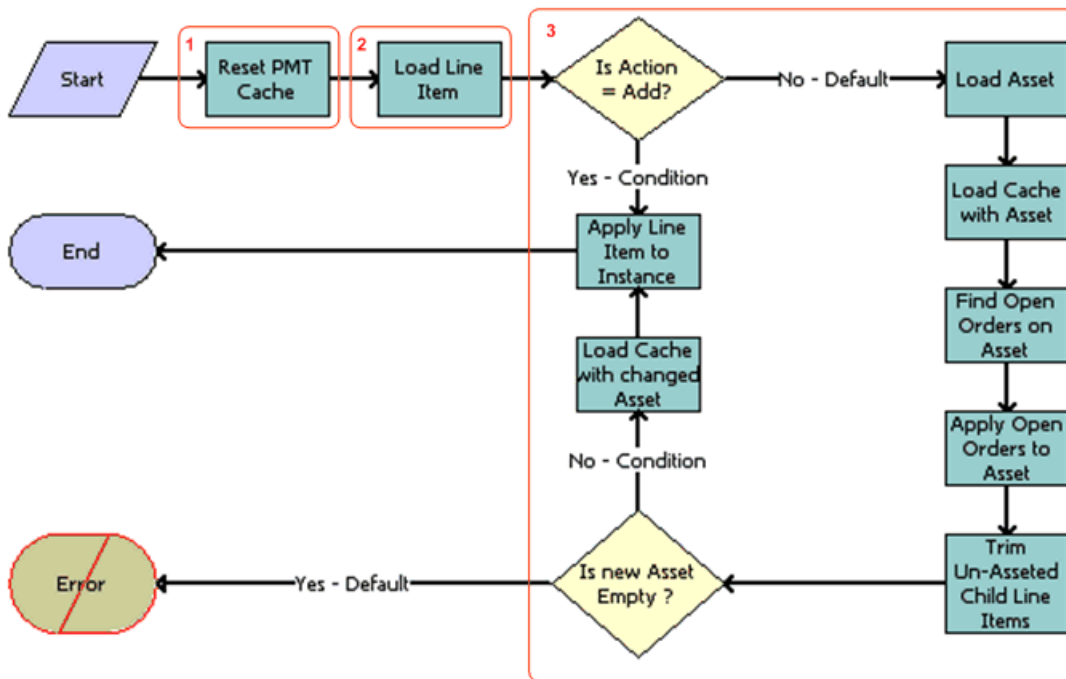 1
Reset PMT
Cache
2
Load Line
Item
3
Start
Is Action
= Add?
No - Default
Load Asset
Yes - Condition
Load Cache
with Asset
End
Apply Line
Item to
Instance
Find Open
Orders on
Asset
Load Cache
with changed
Asset
Apply Open
Orders to
Asset
No - Condition
Error
Yes - Default
Is new Asset
Empty ?
Trim
Un-Asseted
Child Line
Items